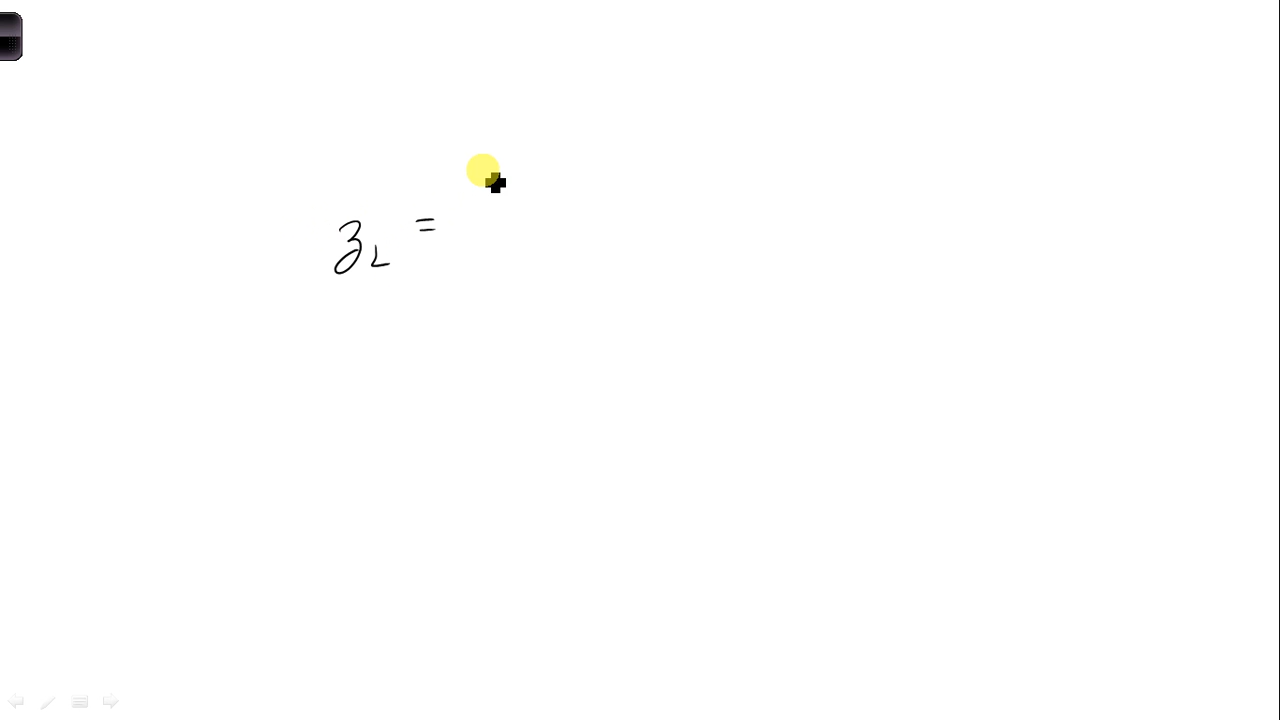 z_L =